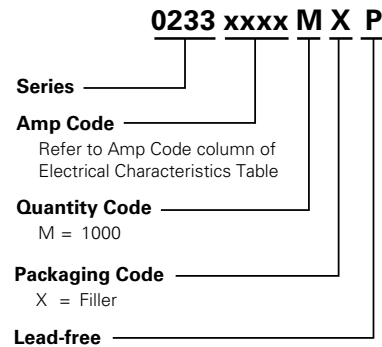 0233 xxxx M X P
Series
Amp Code
Refer to Amp Code column of
Electrical Characteristics Table
Quantity Code
M = 1000
Packaging Code
X = Filler
Lead-free